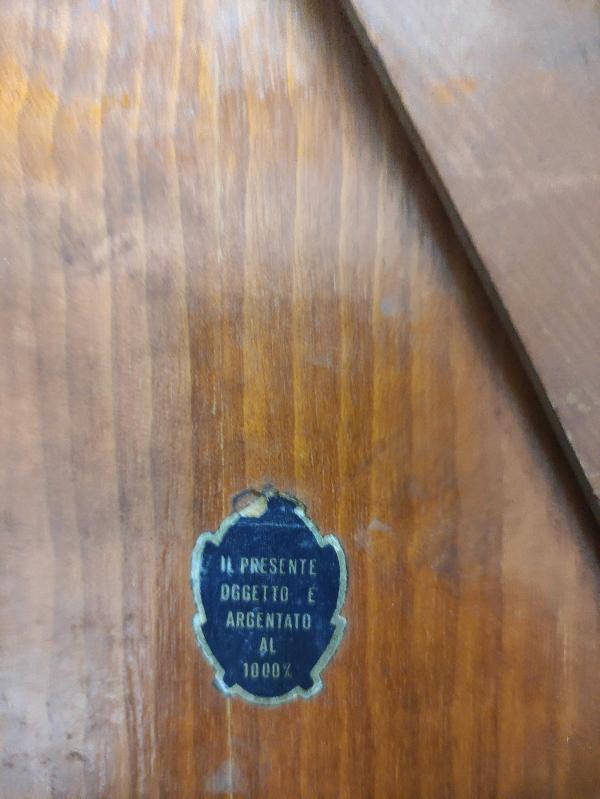 IL PRESENTE
OGGETTO E
ARGENTATO
AL
1000%